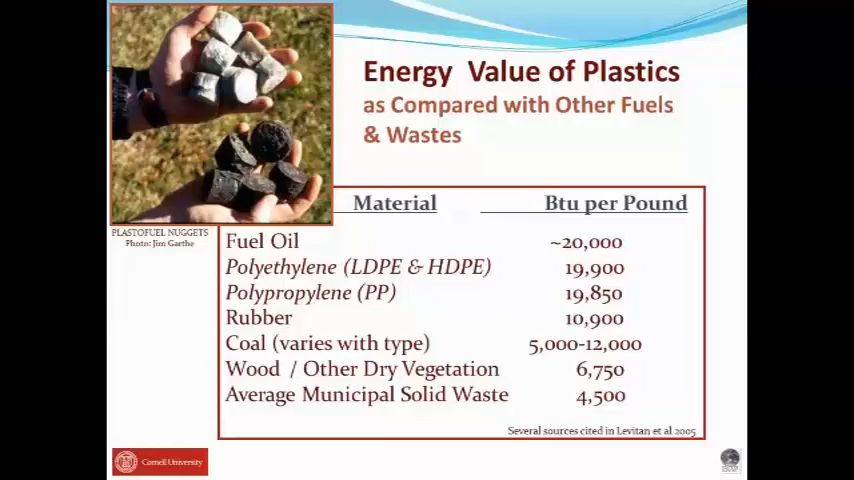 Energy Value of Plastics
as Compared with Other Fuels
& Wastes
PLASTOFUEL NUGGETS
Photo: Jim Garthe
Material Btu per Pound
Fuel Oil ~20,000
Polyethylene (LDPE & HDPE) 19,900
Polypropylene (PP) 19,850
Rubber 10,900
Coal (varies with type) 5,000-12,000
Wood / Other Dry Vegetation 6,750
Average Municipal Solid Waste 4,500
Several sources cited in Levitan et al 2005
Cornell University